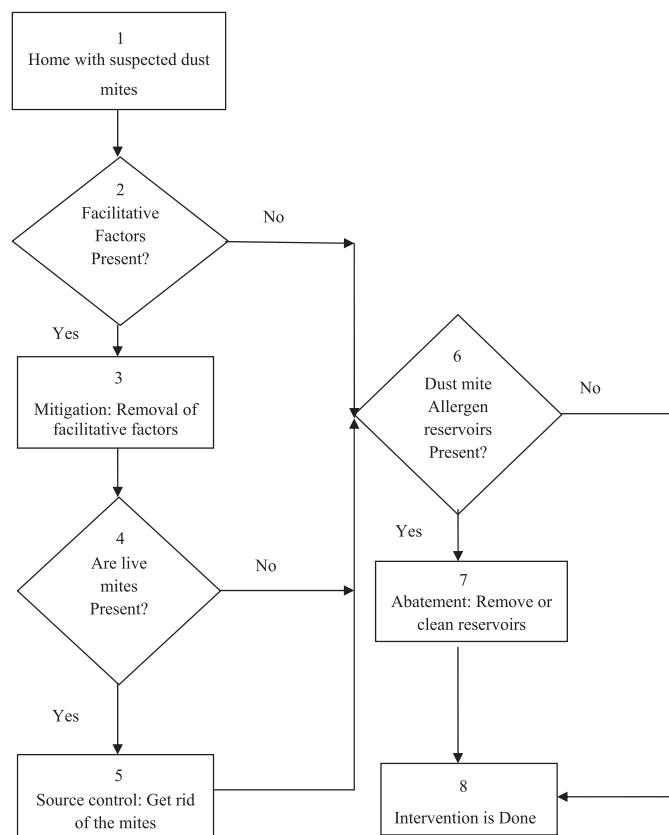 1
Home with suspected dust
mites
2
Facilitative
Factors
Present?
No
Yes
3
Mitigation: Removal of
facilitative factors
4
Are live
mites
Present?
No
Yes
5
Source control: Get rid
of the mites
6
Dust mite
Allergen
reservoirs
Present?
No
Yes
7
Abatement: Remove or
clean reservoirs
8
Intervention is Done